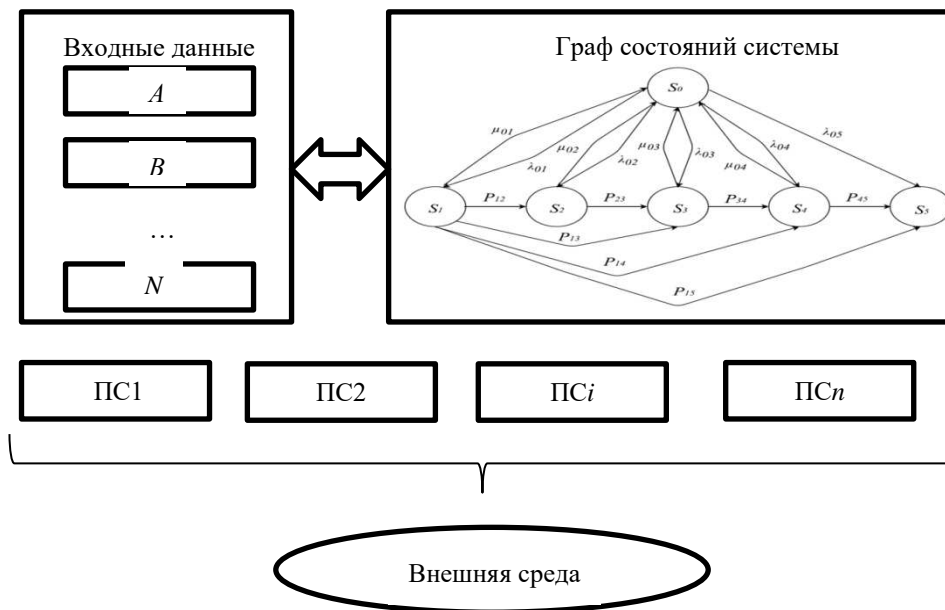 Входные данные
A
B
…
N
Граф состояний системы
S0
μ01
λ01
μ02
λ02
μ03
λ03
μ04
λ04
λ05
S1
P12
S2
P23
S3
P34
S4
P45
S5
P13
P14
P15
ПС1
ПС2
ПСi
ПСn
Внешняя среда